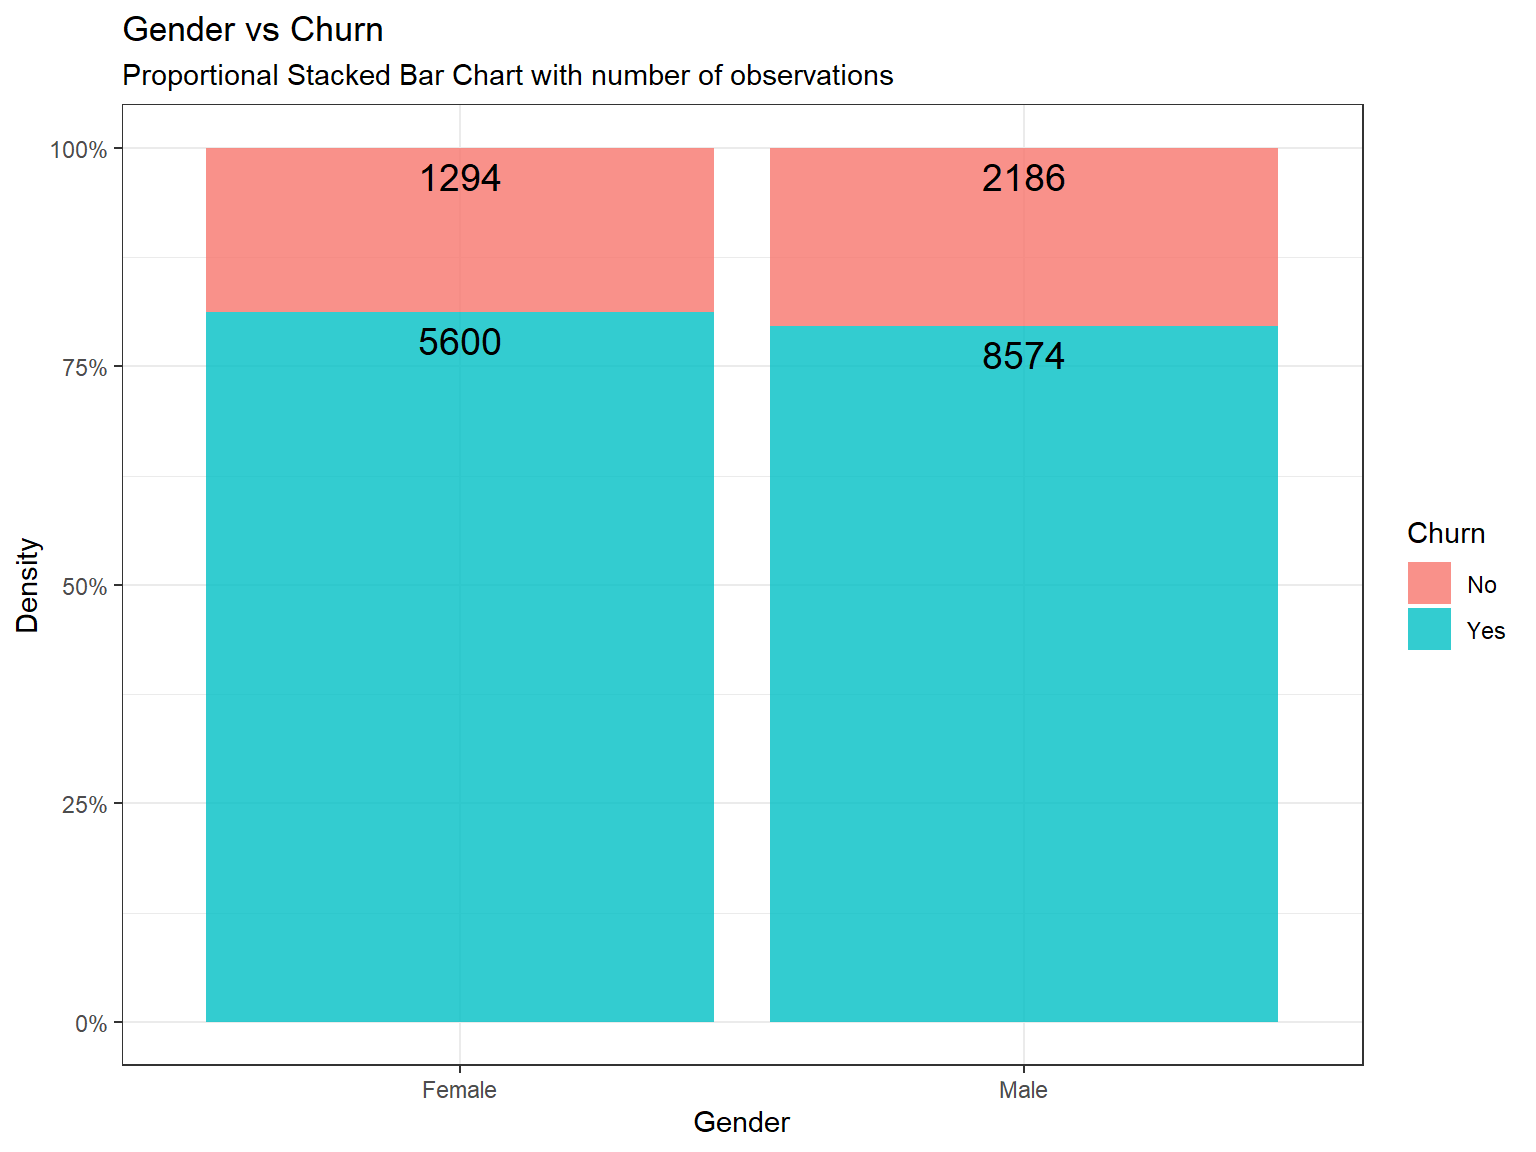 Gender vs Churn
Proportional Stacked Bar Chart with number of observations
100%
75%
50%
25%
0%
Density
1294
5600
2186
8574
Female
Male
Gender
Churn
No
Yes